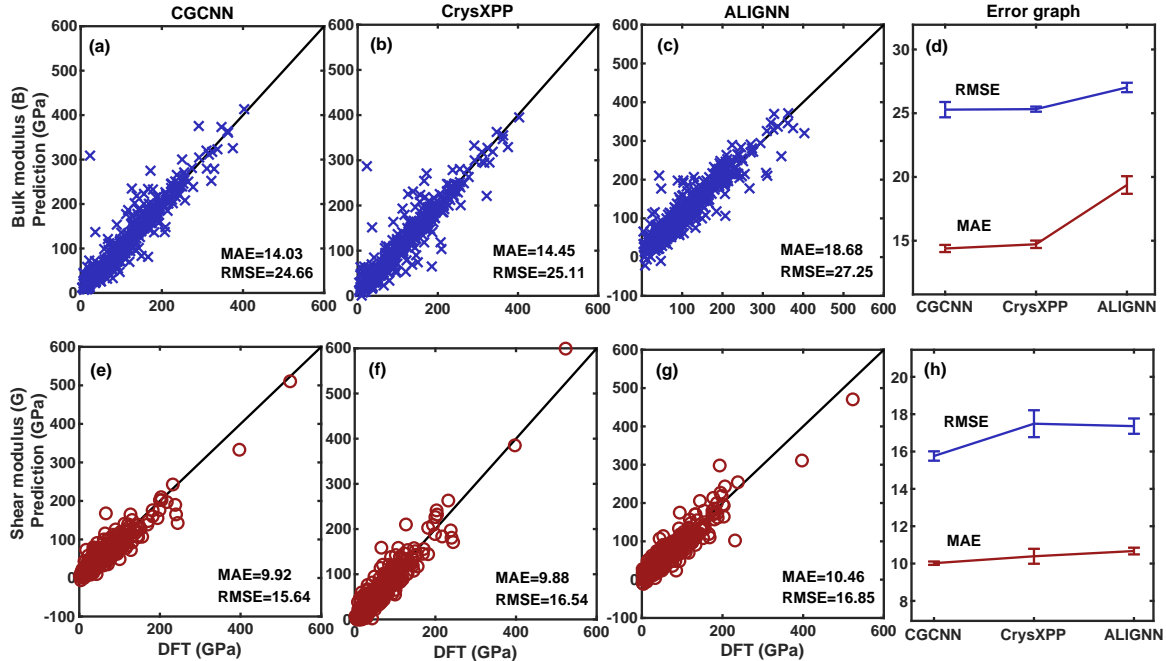 CGCNN
CrysXPP
ALIGNN
Error graph
Bulk modulus (B)
Prediction (GPa)
(a)
600
500
400
300
200
100
0
0 200 400 600
MAE=14.03
RMSE=24.66
(b)
600
500
400
300
200
100
0
0 200 400 600
MAE=14.45
RMSE=25.11
(c)
600
500
400
300
200
100
0
-100
100 200 300 400 500 600
MAE=18.68
RMSE=27.25
(d)
30
25
20
15
RMSE
MAE
CGCNN CrysXPP ALIGNN
Shear modulus (G)
Prediction (GPa)
(e)
600
500
400
300
200
100
0
-100
0 200 400 600
MAE=9.92
RMSE=15.64
DFT (GPa)
(f)
600
500
400
300
200
100
0
0 200 400 600
MAE=9.88
RMSE=16.54
DFT (GPa)
(g)
600
500
400
300
200
100
0
-100
0 200 400 600
MAE=10.46
RMSE=16.85
DFT (GPa)
(h)
20
18
16
14
12
10
8
RMSE
MAE
CGCNN CrysXPP ALIGNN